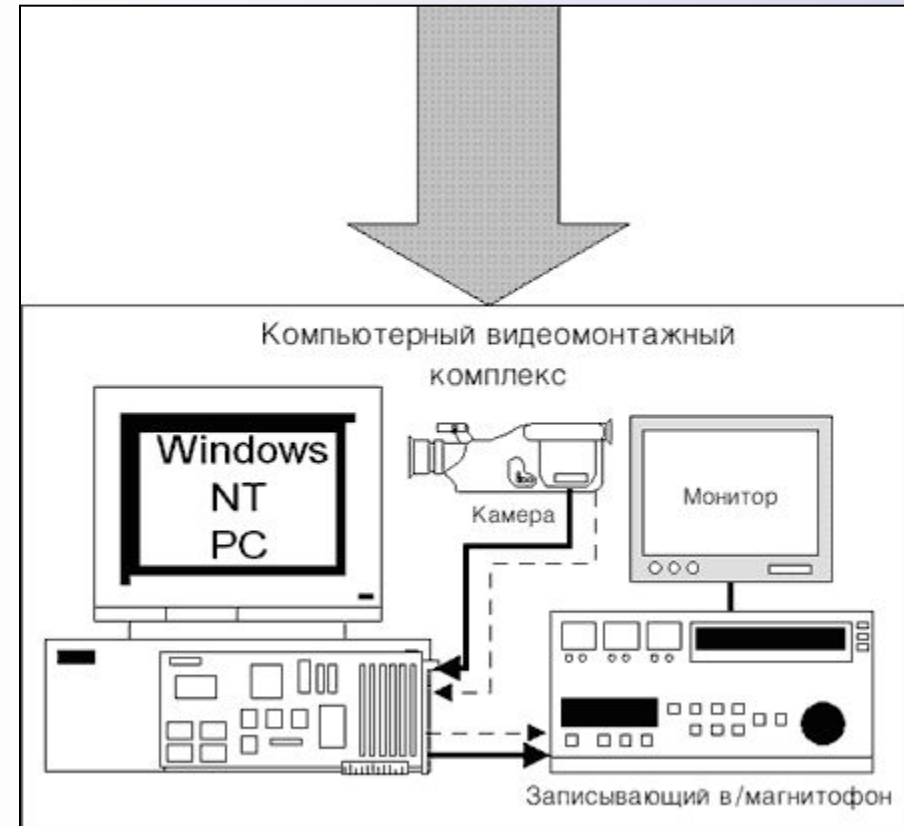 Компьютерный видеомонтажный
комплекс
Windows
NT
PC
Камера
Монитор
Записывающий в/магнитофон